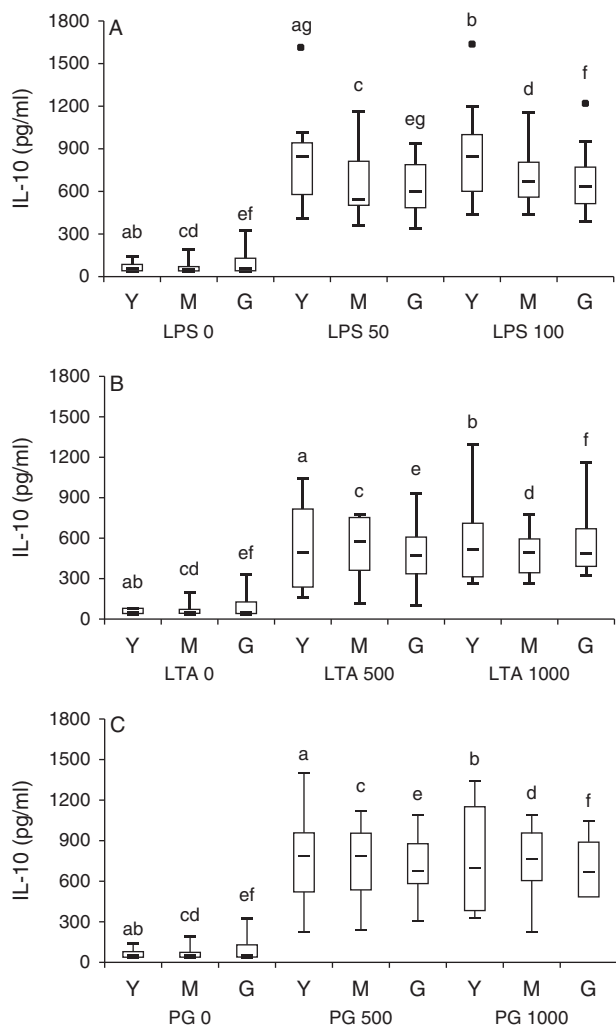 A
IL-10 (pg/ml)
1800
1500
1200
900
600
300
0
ab cd ef ag c eg b d f
Y M G Y M G Y M G
LPS 0 LPS 50 LPS 100
B
IL-10 (pg/ml)
1800
1500
1200
900
600
300
0
ab cd ef a c e b d f
Y M G Y M G Y M G
LTA 0 LTA 500 LTA 1000
C
IL-10 (pg/ml)
1800
1500
1200
900
600
300
0
ab cd ef a c e b d f
Y M G Y M G Y M G
PG 0 PG 500 PG 1000